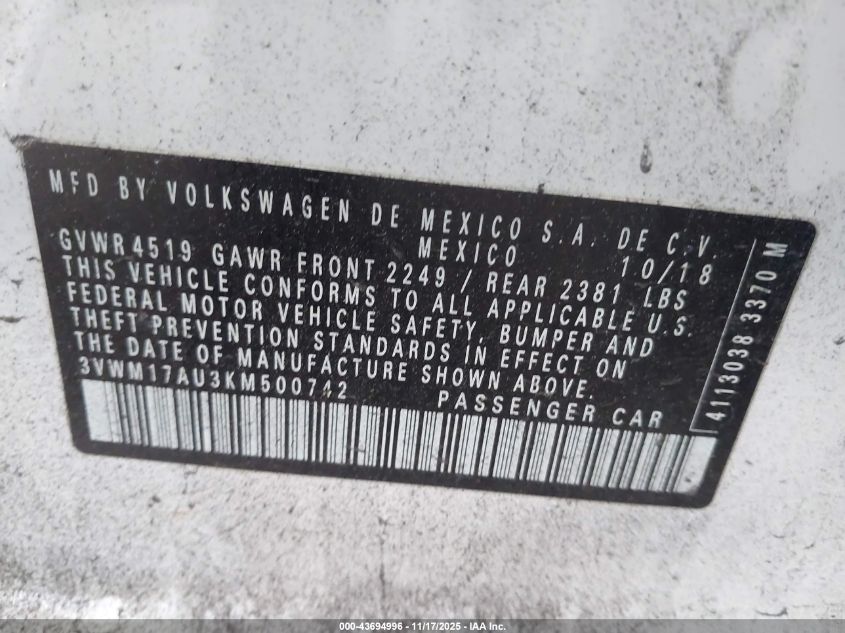 MFD BY VOLKSWAGEN DE MEXICO S.A. DE C.V.
MEXICO 10/18
GVWR 4519 GAWR FRONT 2249 / REAR 2381 LBS
THIS VEHICLE CONFORMS TO ALL APPLICABLE U.S.
FEDERAL MOTOR VEHICLE SAFETY, BUMPER AND
THEFT PREVENTION STANDARDS IN EFFECT ON
THE DATE OF MANUFACTURE SHOWN ABOVE.
3VWM17AU3KM500742 PASSENGER CAR
4113038 3370 M
000-43694996 - 11/17/2025 - IAA Inc.